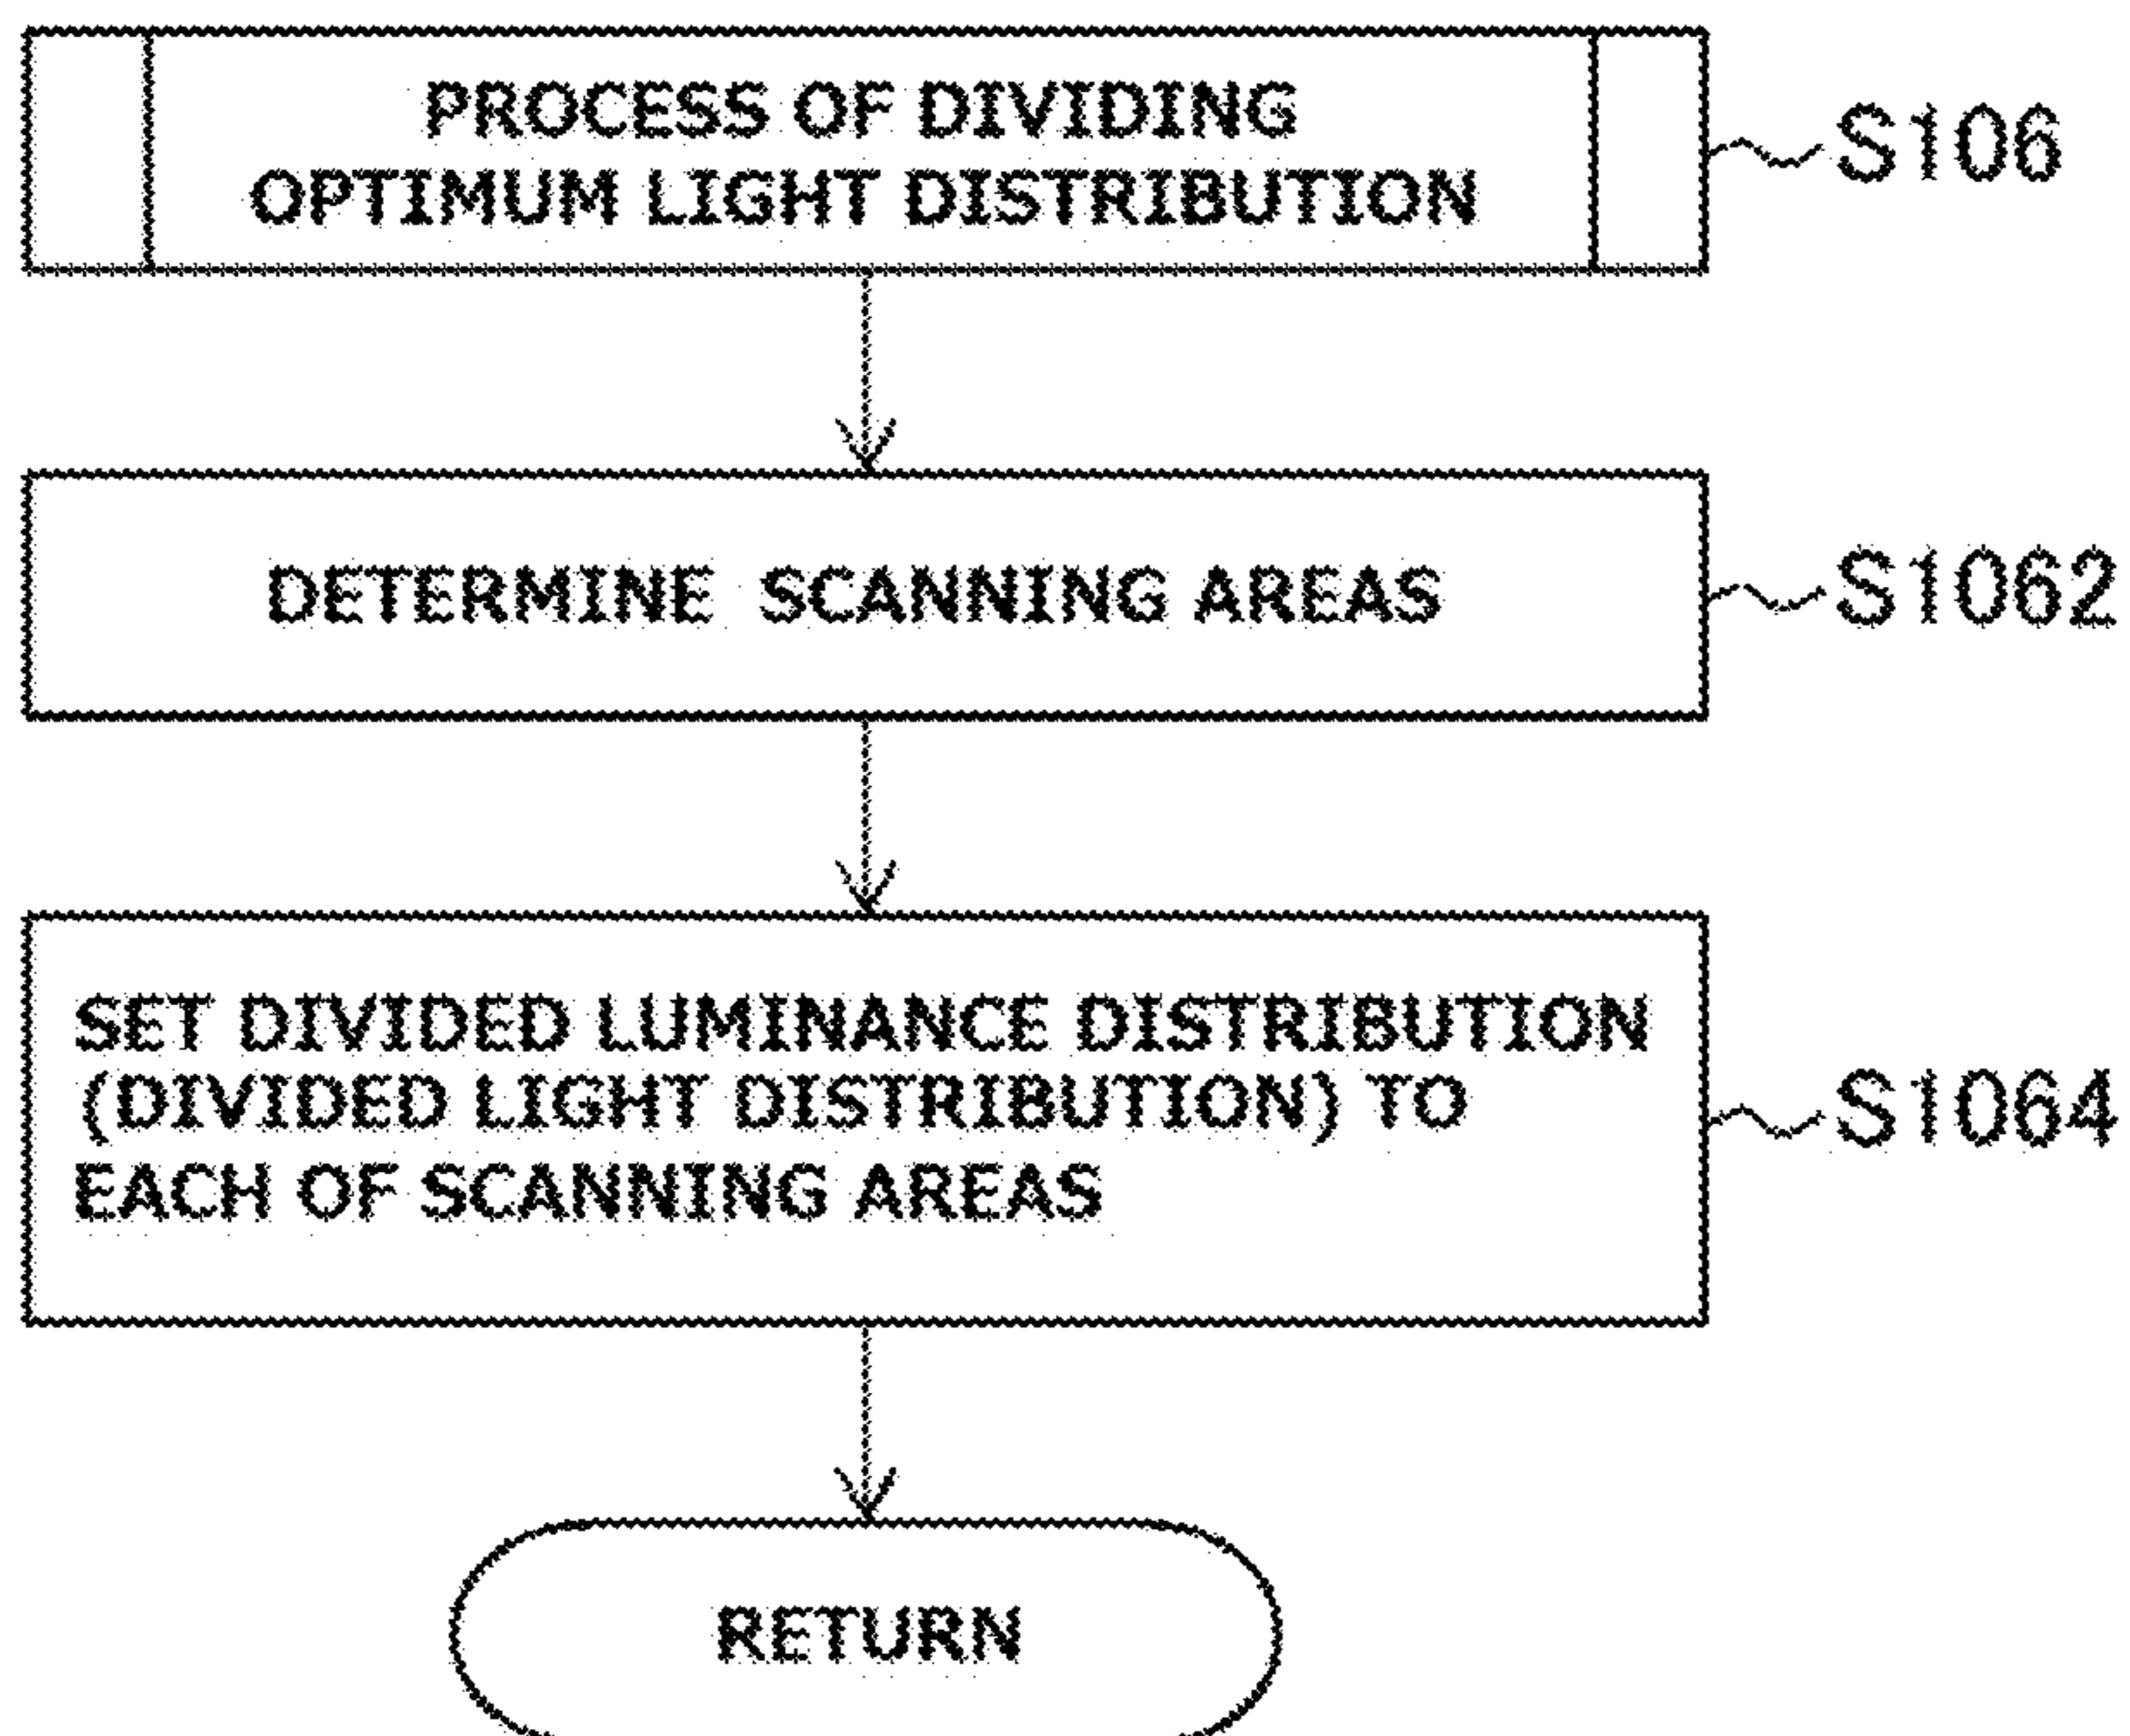 PROCESS OF DIVIDING
OPTIMUM LIGHT DISTRIBUTION
S106
DETERMINE SCANNING AREAS
S1062
SET DIVIDED LUMINANCE DISTRIBUTION
(DIVIDED LIGHT DISTRIBUTION) TO
EACH OF SCANNING AREAS
S1064
RETURN